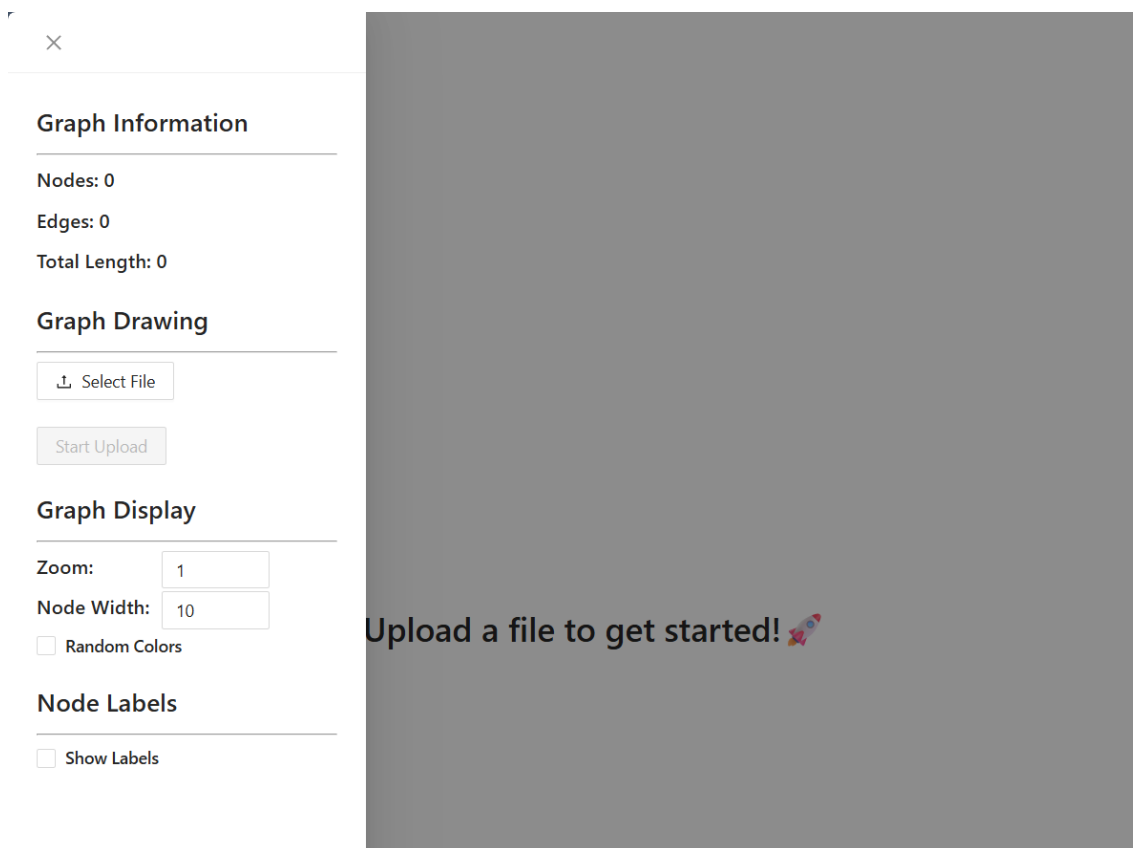 Graph Information
Nodes: 0
Edges: 0
Total Length: 0
Graph Drawing
Select File
Start Upload
Graph Display
Zoom: 1
Node Width: 10
Random Colors
Upload a file to get started!🚀
Node Labels
Show Labels